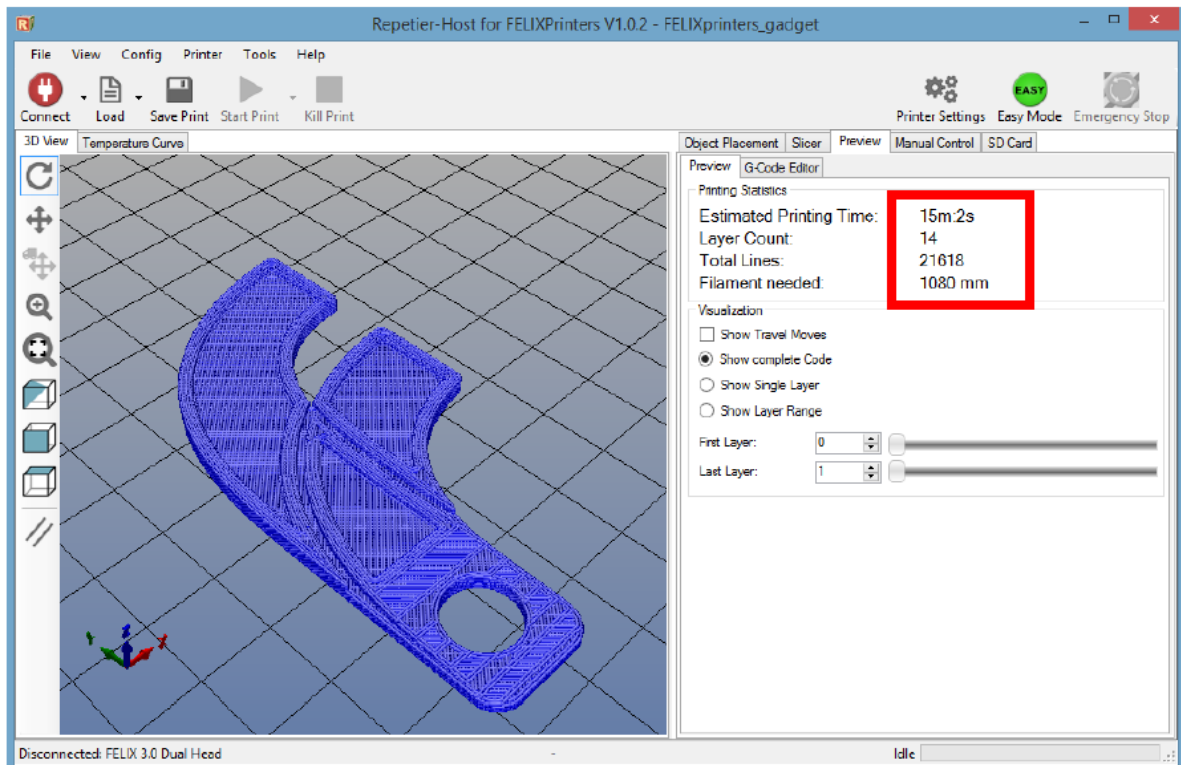 Repetier-Host for FELIXPrinters V1.0.2 - FELIXprinters_gadget
File View Config Printer Tools Help
Connect Load Save Print Start Print Kill Print Printer Settings Easy Mode Emergency Stop
EASY
3D View Temperature Curve
Object Placement Slicer Preview Manual Control SD Card
Preview G-Code Editor
Printing Statistics
Estimated Printing Time: 15m:2s
Layer Count: 14
Total Lines: 21618
Filament needed: 1080 mm
Visualization
Show Travel Moves
Show complete Code
Show Single Layer
Show Layer Range
First Layer: 0
Last Layer: 1
Disconnected: FELIX 3.0 Dual Head - Idle